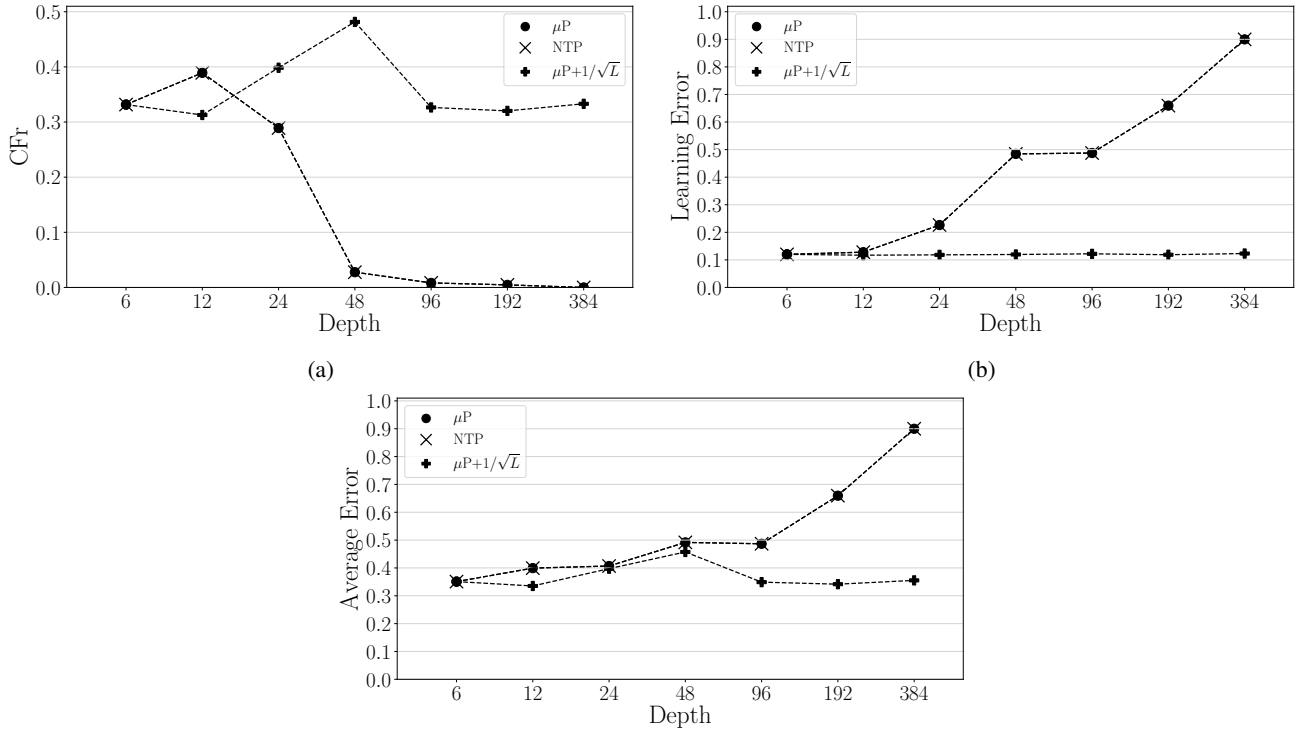 0.5
0.4
0.3
0.2
0.1
0.0
CFr
μP
NTP
μP+1/√L
6 12 24 48 96 192 384
Depth
(a)
1.0
0.9
0.8
0.7
0.6
0.5
0.4
0.3
0.2
0.1
0.0
Learning Error
μP
NTP
μP+1/√L
6 12 24 48 96 192 384
Depth
(b)
1.0
0.9
0.8
0.7
0.6
0.5
0.4
0.3
0.2
0.1
0.0
Average Error
μP
NTP
μP+1/√L
6 12 24 48 96 192 384
Depth